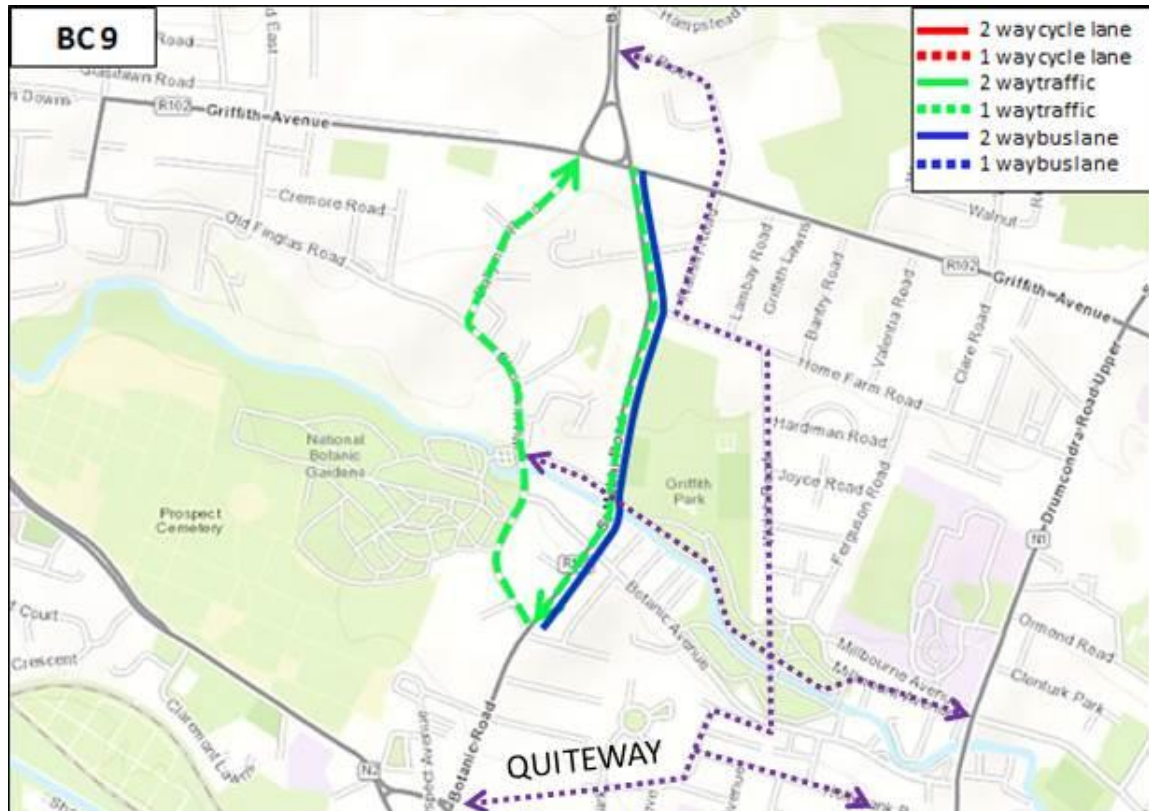 BC 9
2 way cycle lane
1 way cycle lane
2 way traffic
1 way traffic
2 way bus lane
1 way bus lane
Road
Road
R102
Griffith Avenue
Cremore Road
Old Finglas Road
Walnut
Lambay Road
Griffith Lawns
Bantry Road
Valentia Road
Clare Road
R102
Griffith Avenue
Home Farm Road
Drumcondra Road Upper
Hardiman Road
Joyce Road
Ferguson Road
National
Botanic
Gardens
Griffith
Park
Prospect
Cemetery
N1
Botanic Avenue
Court
Crescent
Millbourne Avenue
Ormond Road
Clonturk Park
Claremont Lawns
N2
Botanic Road
QUITEWAY